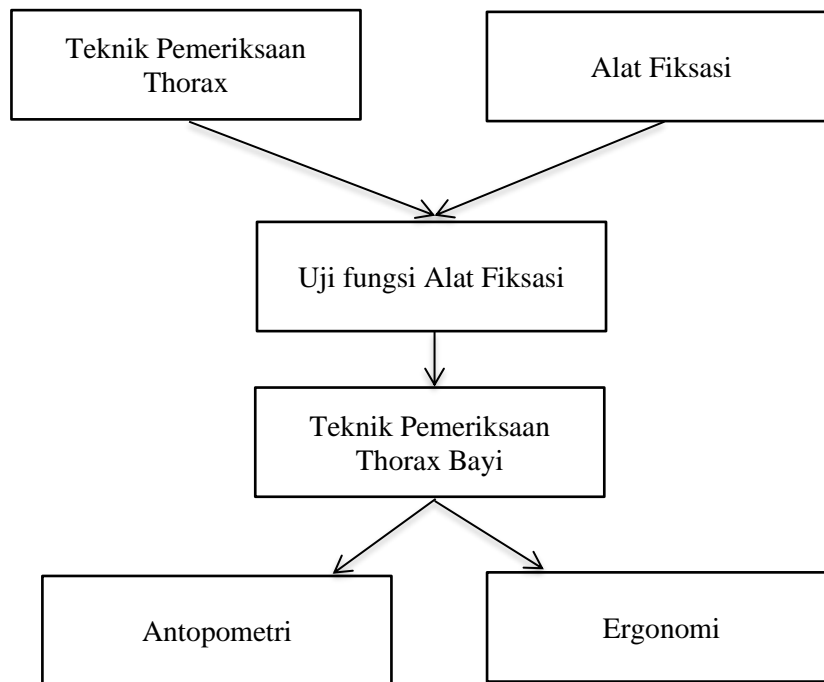 Teknik Pemeriksaan
Thorax
Alat Fiksasi
Uji fungsi Alat Fiksasi
Teknik Pemeriksaan
Thorax Bayi
Antopometri
Ergonomi